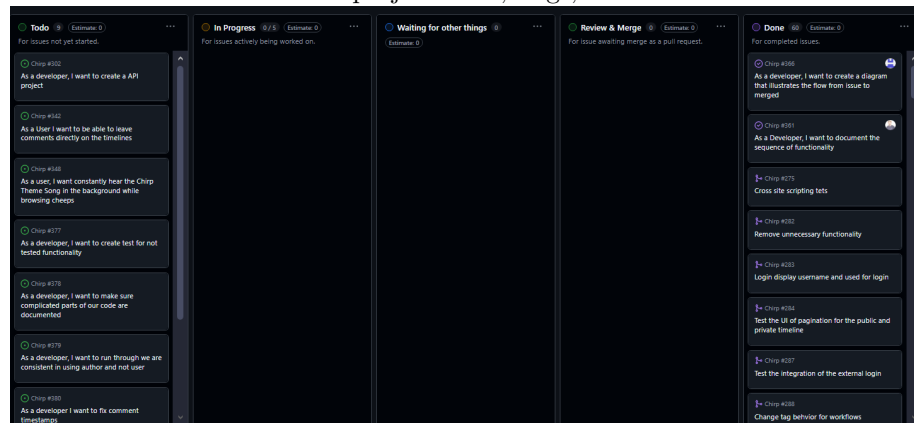 Todo 9 Estimate: 0
For issues not yet started.
Chirp #302
As a developer, I want to create a API
project
Chirp #342
As a User I want to be able to leave
comments directly on the timelines
Chirp #348
As a user, I want constantly hear the Chirp
Theme Song in the background while
browsing cheeps
Chirp #377
As a developer, I want to create test for not
tested functionality
Chirp #378
As a developer, I want to make sure
complicated parts of our code are
documented
Chirp #379
As a developer, I want to run through we are
consistent in using author and not user
Chirp #380
As a developer I want to fix comment
timestamps
In Progress 0 / 5 Estimate: 0
For issues actively being worked on.
Waiting for other things 0
Estimate: 0
Review & Merge 0 Estimate: 0
For issue awaiting merge as a pull request.
Done 60 Estimate: 0
For completed issues.
Chirp #366
As a developer, I want to create a diagram
that illustrates the flow from issue to
merged
Chirp #361
As a Developer, I want to document the
sequence of functionality
Chirp #275
Cross site scripting tets
Chirp #282
Remove unnecessary functionality
Chirp #283
Login display username and used for login
Chirp #284
Test the UI of pagination for the public and
private timeline
Chirp #287
Test the integration of the external login
Chirp #288
Change tag behvior for workflows